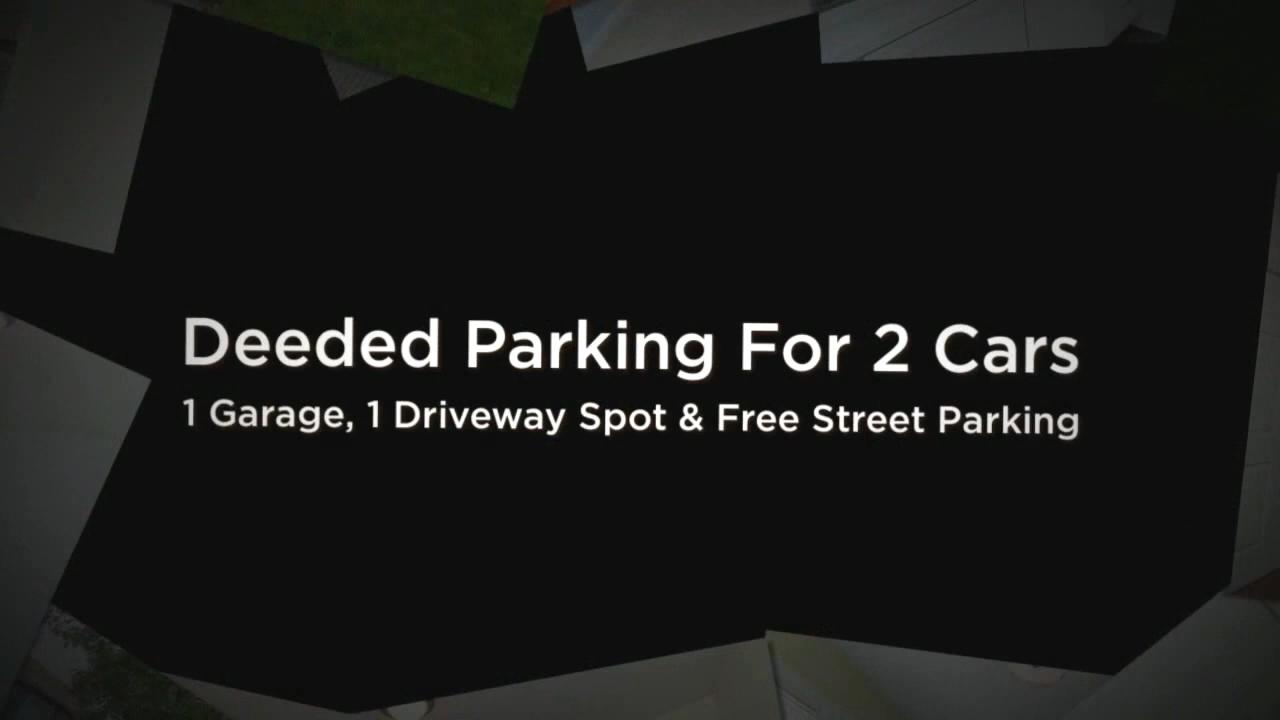 Deeded Parking For 2 Cars
1 Garage, 1 Driveway Spot & Free Street Parking